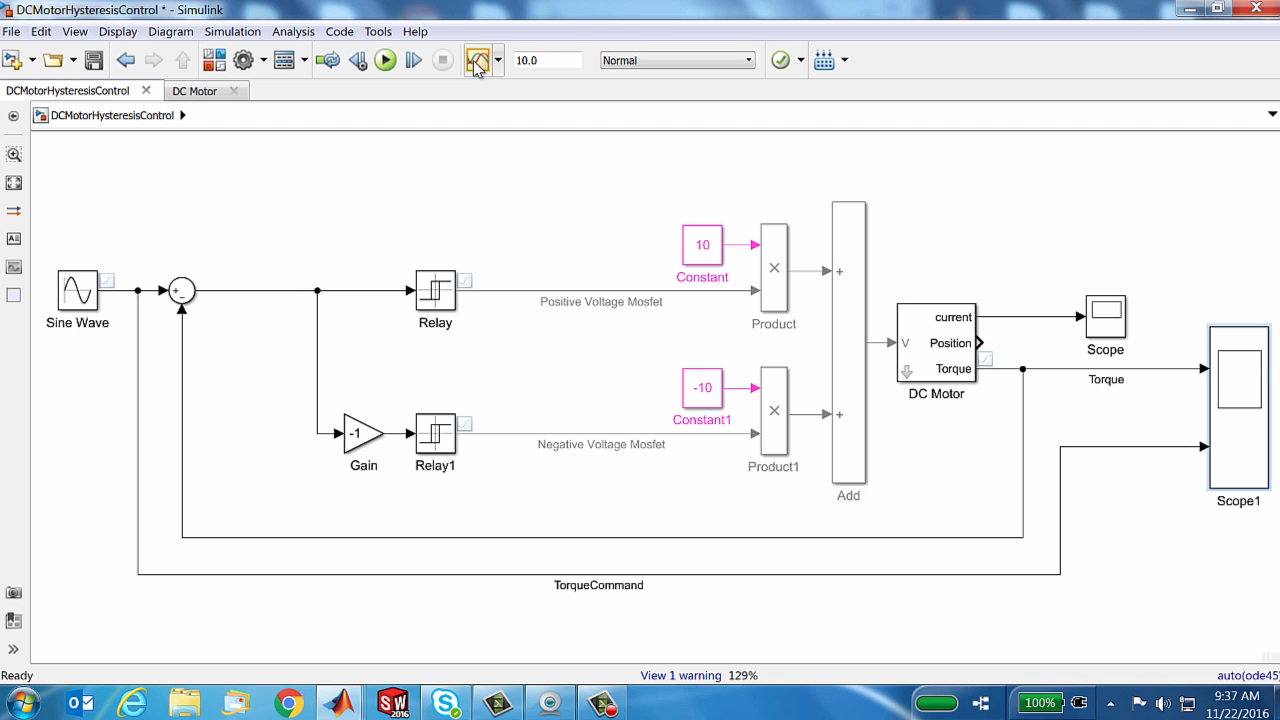 DCMotorHysteresisControl * - Simulink
File Edit View Display Diagram Simulation Analysis Code Tools Help
10.0 Normal
DCMotorHysteresisControl DC Motor
DCMotorHysteresisControl
10
Constant
+
Product
Positive Voltage Mosfet
Sine Wave
+
-
Relay
current
V Position
Torque
DC Motor
Scope
Torque
-10
Constant1
+
Product1
Negative Voltage Mosfet
-1
Gain
Relay1
Add
Scope1
TorqueCommand
Ready View 1 warning 129% auto(ode45)
SW
2016
100%
9:37 AM
11/22/2016